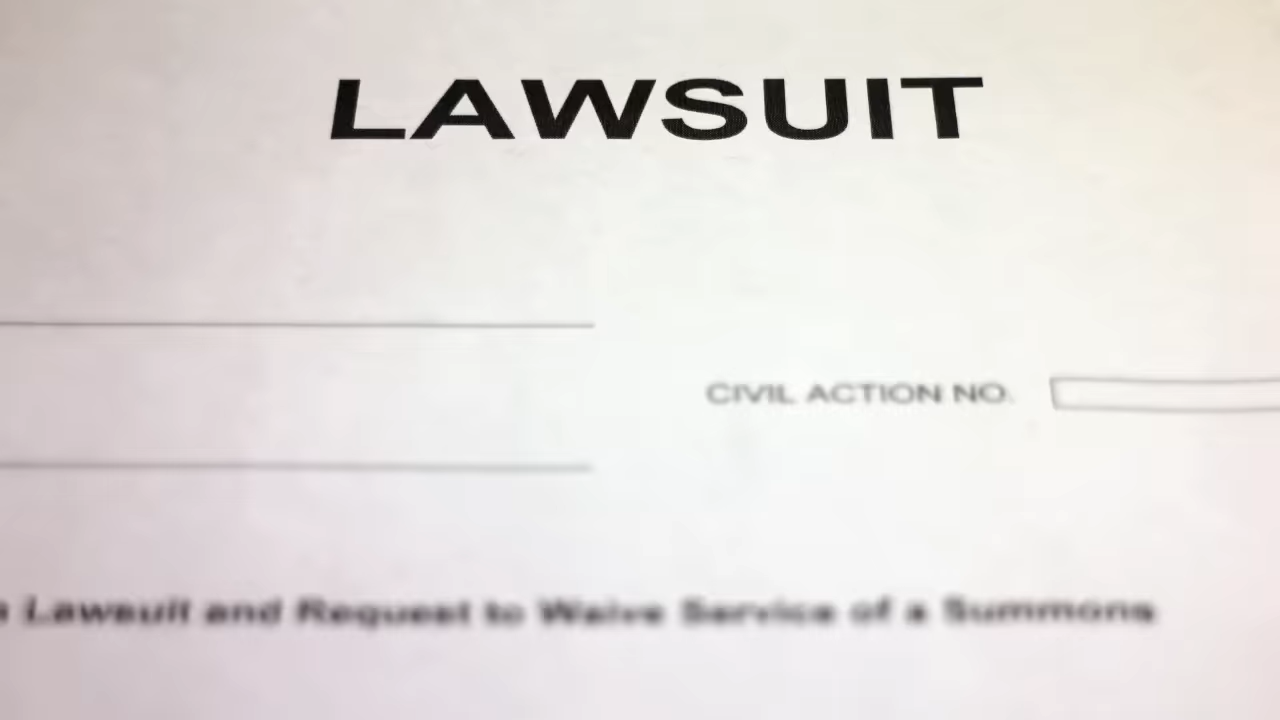 LAWSUIT
CIVIL ACTION NO.
Lawsuit and Request to Waive Service of a Summons